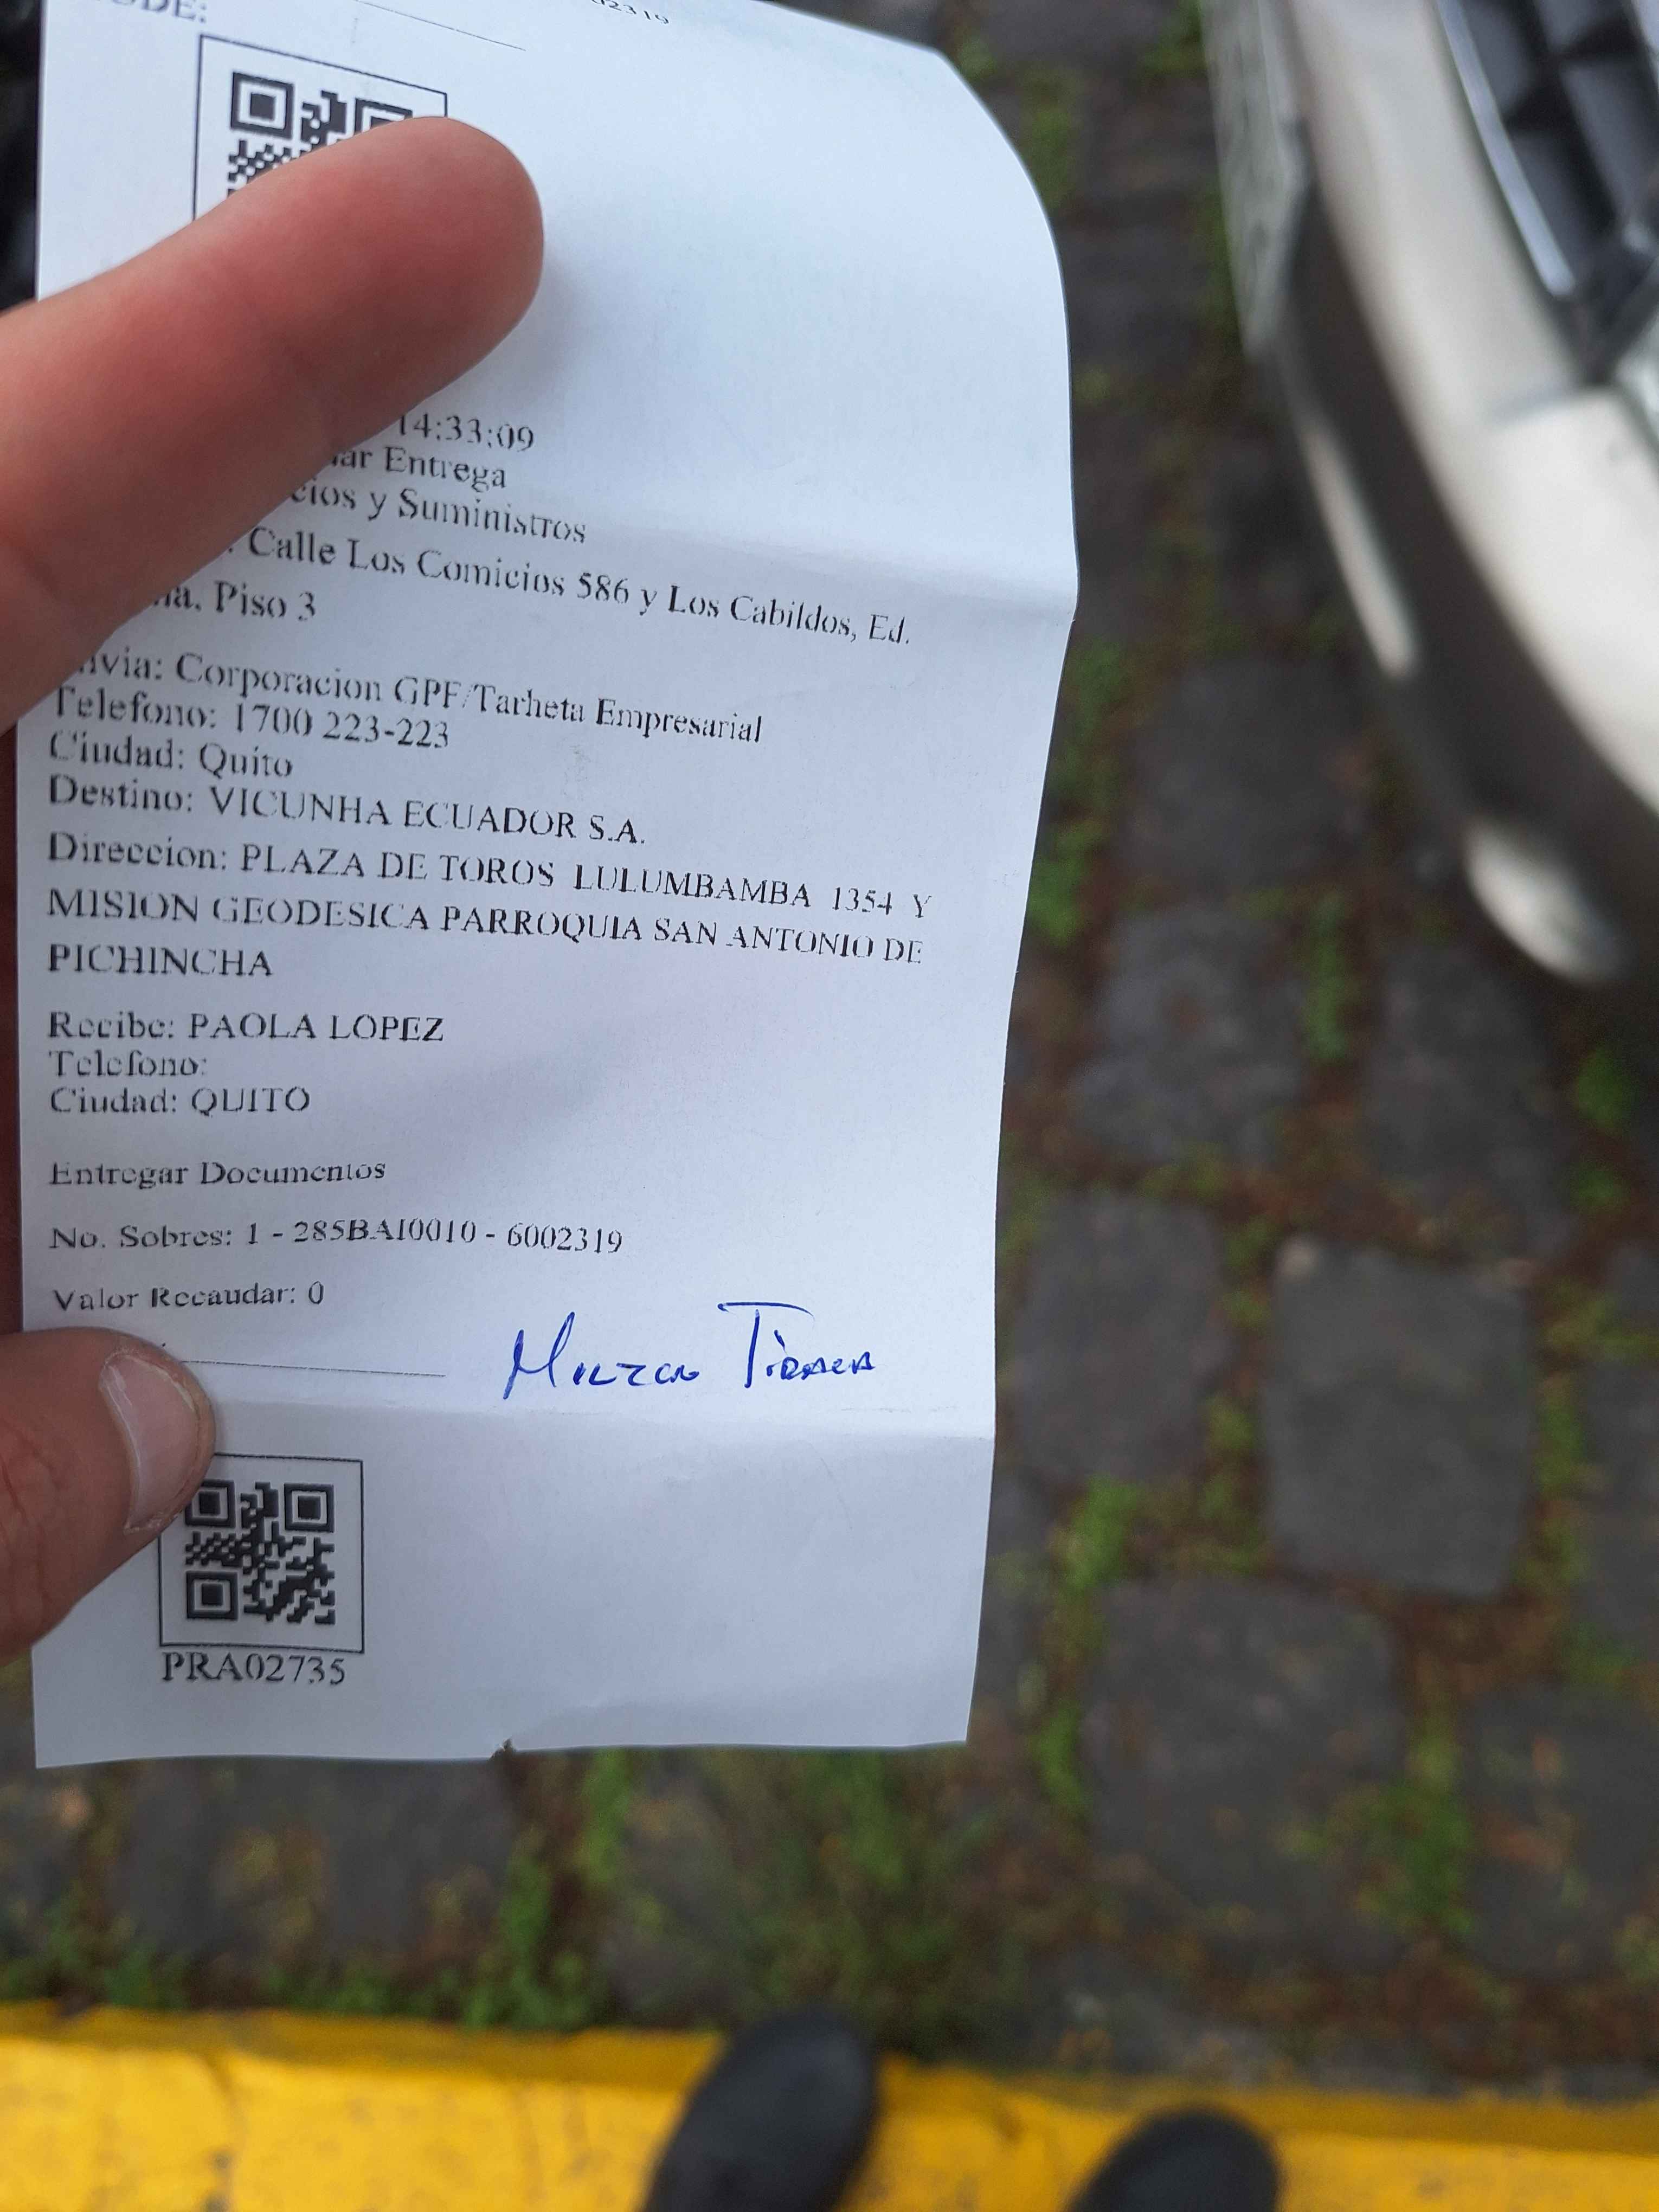 02319
14:33:09
Entrega
y Suministros
Calle Los Comicios 586 y Los Cabildos, Ed.
Piso 3
Corporacion GPF/Tarheta Empresarial
Telefono: 1700 223-223
Ciudad: Quito
Destino: VICUNHA ECUADOR S.A.
Direccion: PLAZA DE TOROS LULUMBAMBA 1354 Y
MISION GEODESICA PARROQUIA SAN ANTONIO DE
PICHINCHA
Recibe: PAOLA LOPEZ
Telefono:
Ciudad: QUITO
Entregar Documentos
No. Sobres: 1 - 285BAI0010 - 6002319
Valor Recaudar: 0
PRA02735